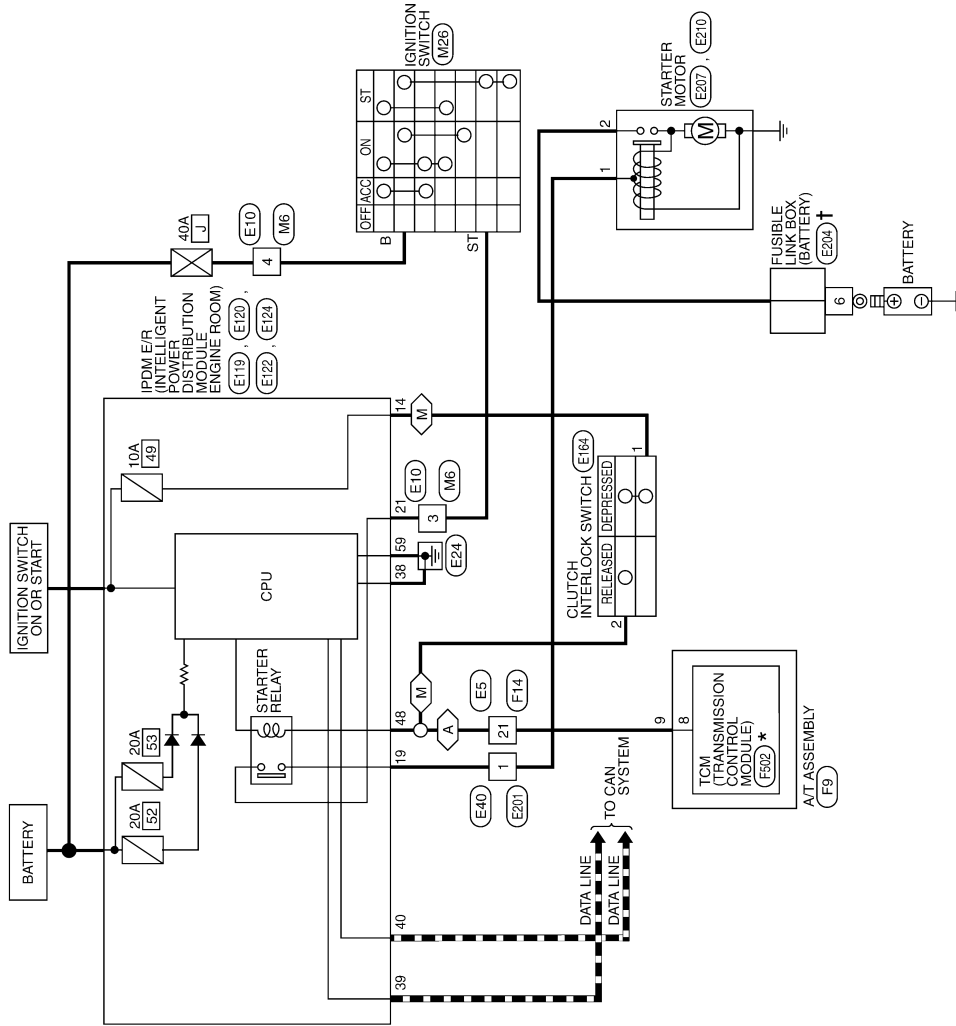 BATTERY
IGNITION SWITCH
ON OR START
20A
52
20A
53
10A
49
40A
J
E10
4
M6
IGNITION
SWITCH
M26
OFF
ACC
ON
ST
B
ST
IPDM E/R
(INTELLIGENT
POWER
DISTRIBUTION
MODULE
ENGINE ROOM)
E119 , E120 ,
E122 , E124
CPU
STARTER
RELAY
39
40
19
48
38
59
21
14
E24
E10
3
M6
M
M
A
E5
21
F14
E40
1
E201
DATA LINE
DATA LINE
TO CAN
SYSTEM
CLUTCH
INTERLOCK SWITCH
E164
RELEASED
DEPRESSED
2
1
9
8
TCM
(TRANSMISSION
CONTROL
MODULE)
F502 *
A/T ASSEMBLY
F9
1
2
M
STARTER
MOTOR
E207 , E210
FUSIBLE
LINK BOX
(BATTERY)
E204 †
6
BATTERY
+
−